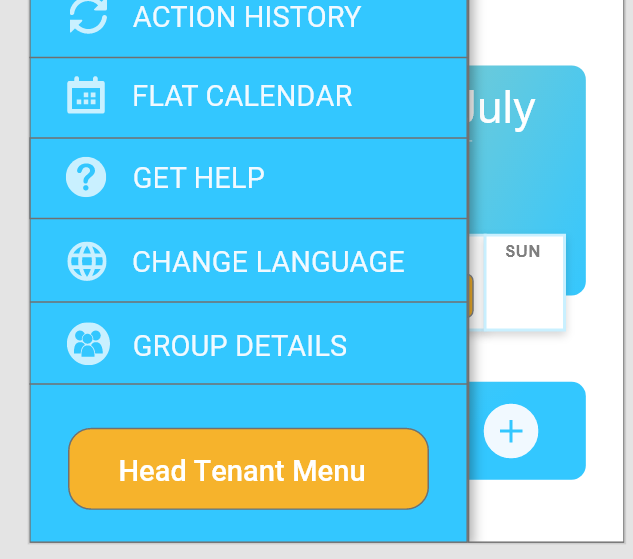 ACTION HISTORY
FLAT CALENDAR
July
GET HELP
CHANGE LANGUAGE
SUN
GROUP DETAILS
Head Tenant Menu